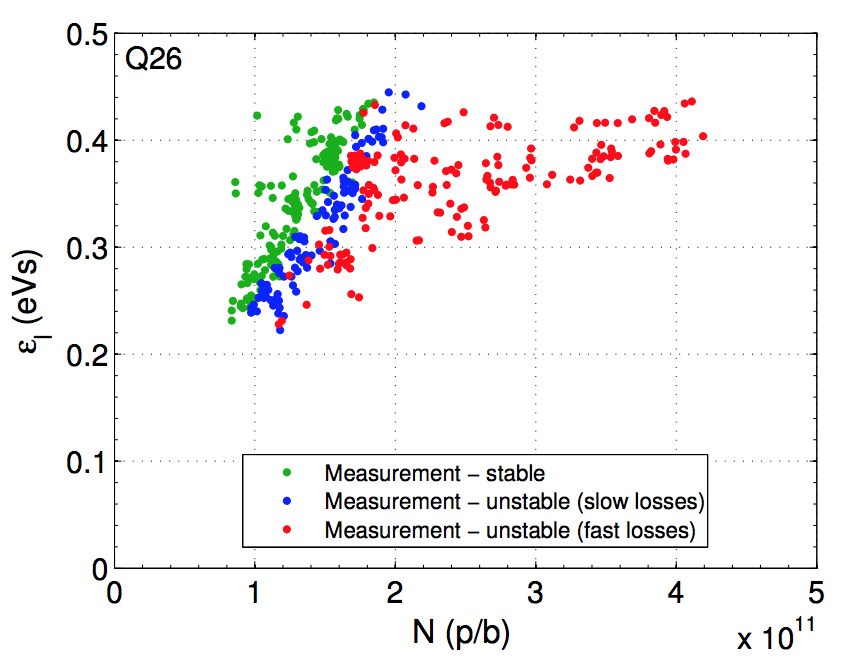 Q26
0.5
0.4
0.3
0.2
0.1
0
εl (eVs)
Measurement – stable
Measurement – unstable (slow losses)
Measurement – unstable (fast losses)
0 1 2 3 4 5
N (p/b)
x 10^11